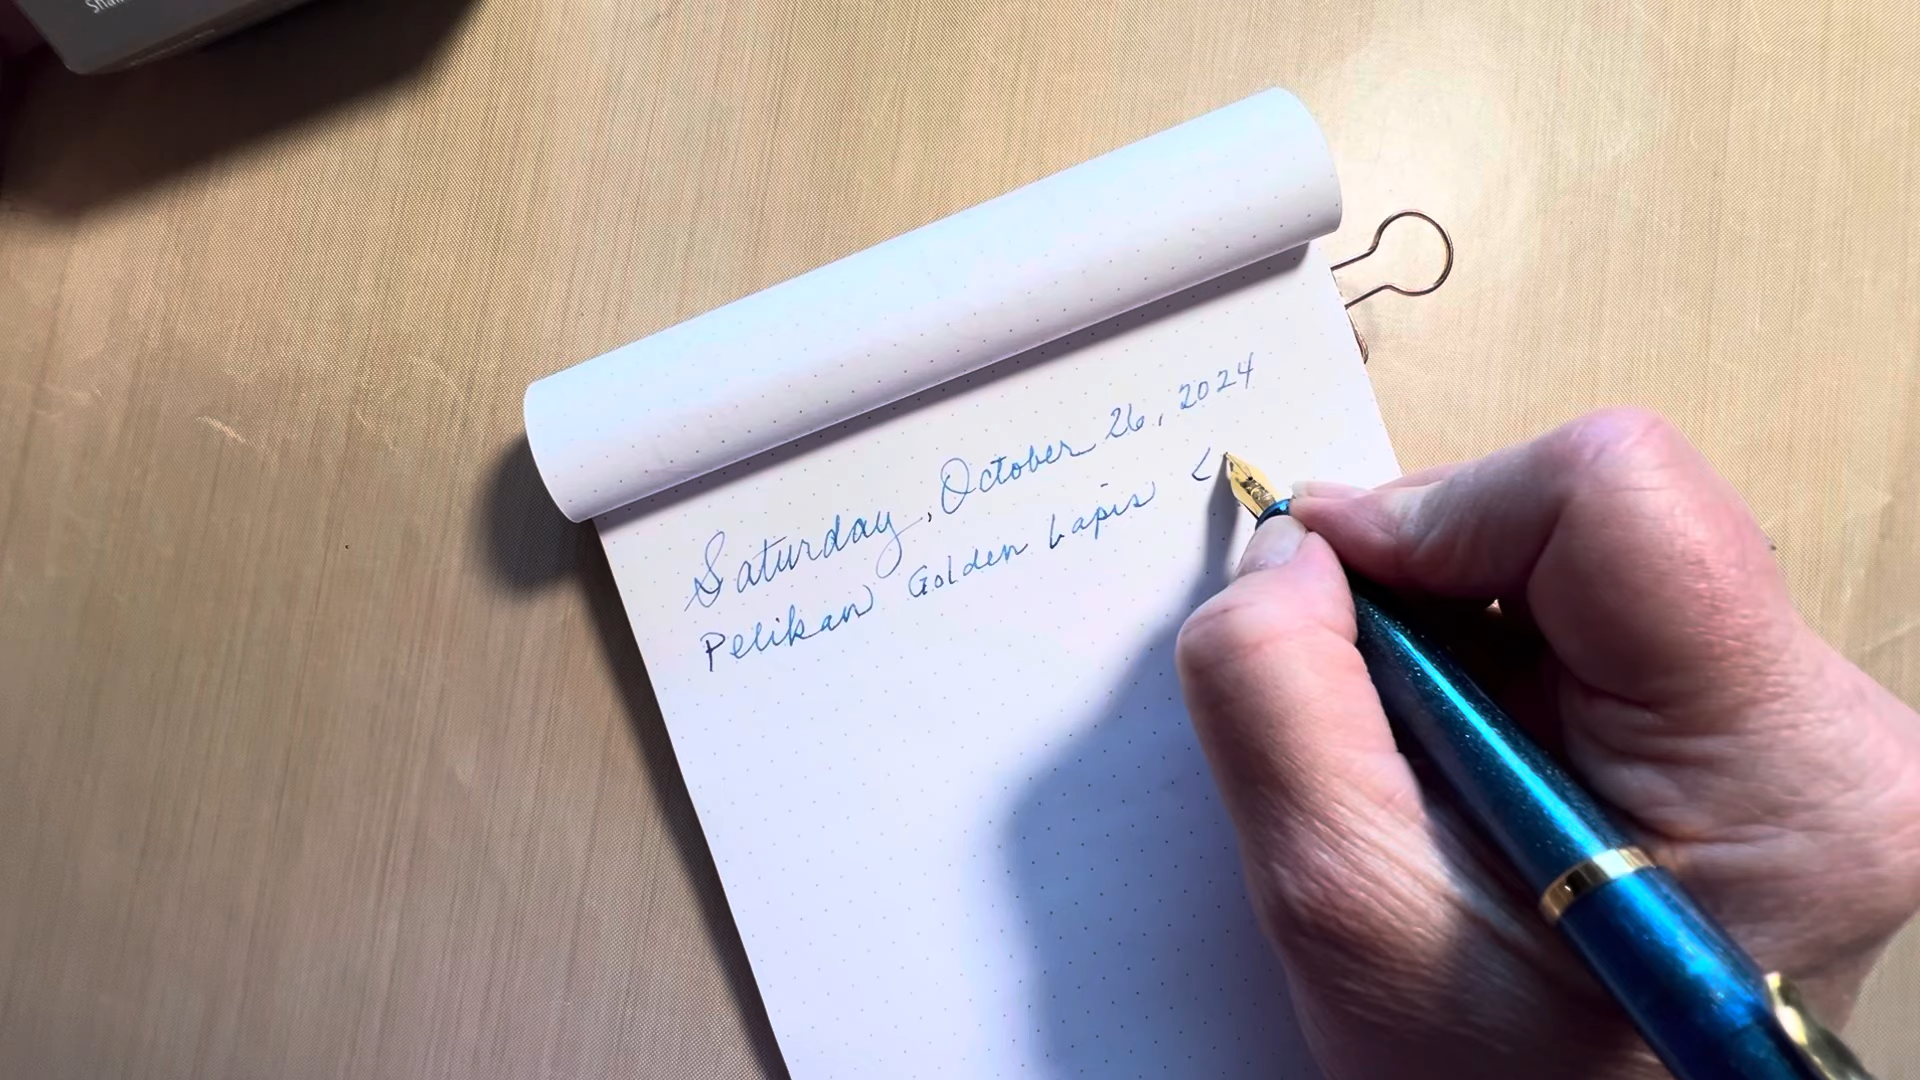 Saturday, October 26, 2024
Pelikan Golden Lapis <